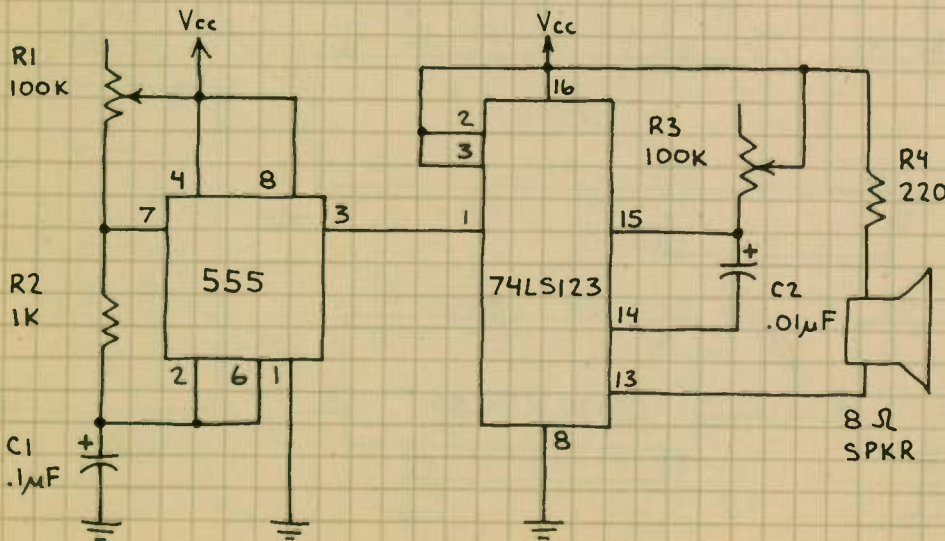 Vcc
R1
100K
4
8
7
3
555
R2
1K
2
6
1
C1
+
.1µF
Vcc
16
2
3
1
74LS123
15
14
13
8
R3
100K
+
C2
.01µF
R4
220
8 Ω
SPKR